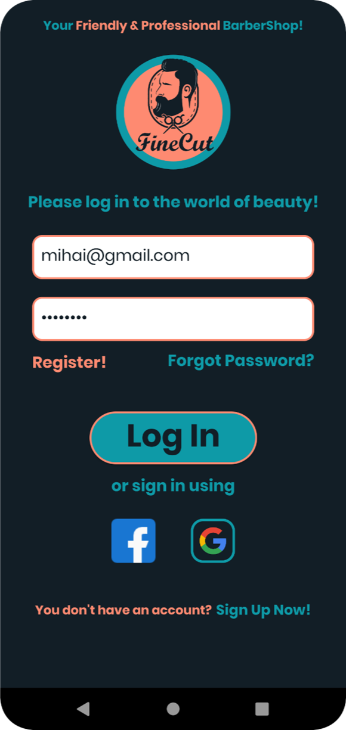 Your Friendly & Professional BarberShop!
FineCut
Please log in to the world of beauty!
mihai@gmail.com
••••••••
Register! Forgot Password?
Log In
or sign in using
f G
You don't have an account? Sign Up Now!